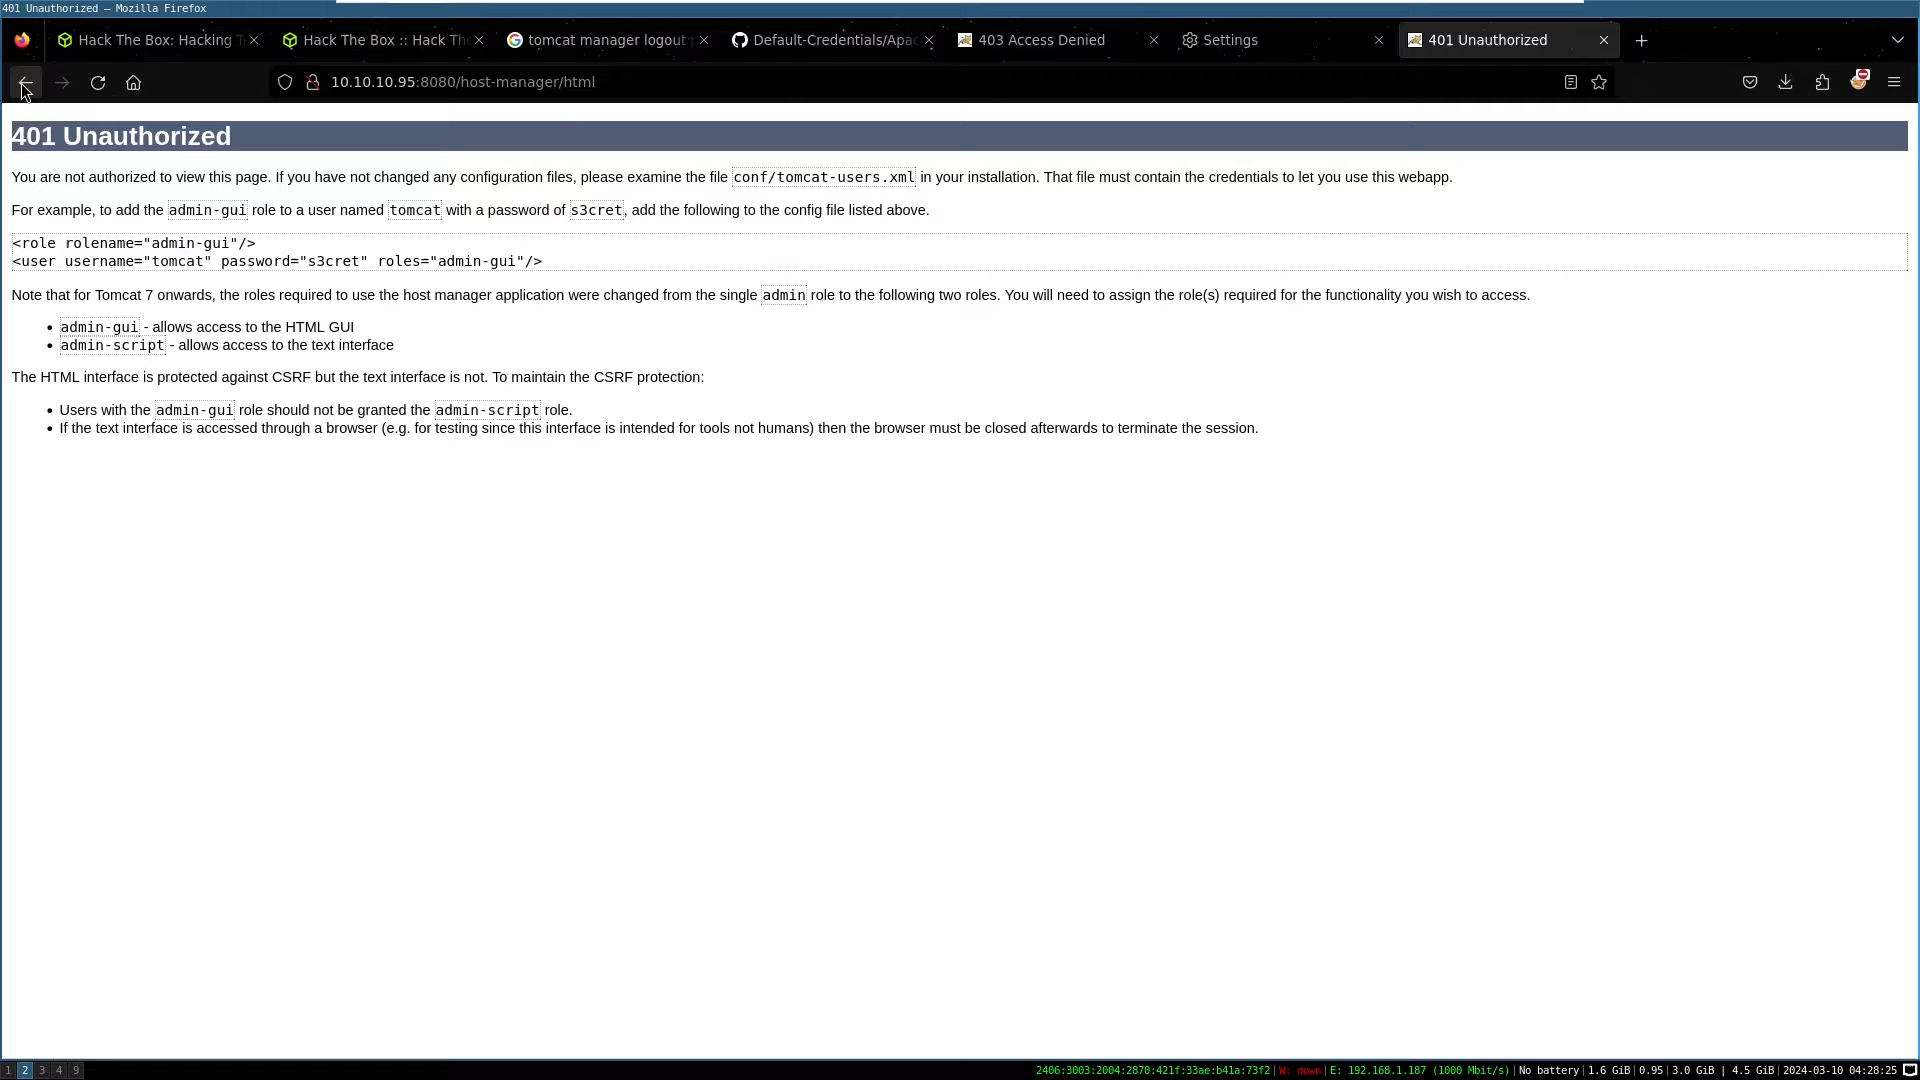 401 Unauthorized — Mozilla Firefox
Hack The Box: Hacking T
Hack The Box :: Hack The
tomcat manager logout
Default-Credentials/Apac
403 Access Denied
Settings
401 Unauthorized
10.10.10.95:8080/host-manager/html
401 Unauthorized
You are not authorized to view this page. If you have not changed any configuration files, please examine the file conf/tomcat-users.xml in your installation. That file must contain the credentials to let you use this webapp.
For example, to add the admin-gui role to a user named tomcat with a password of s3cret, add the following to the config file listed above.
<role rolename="admin-gui"/>
<user username="tomcat" password="s3cret" roles="admin-gui"/>
Note that for Tomcat 7 onwards, the roles required to use the host manager application were changed from the single admin role to the following two roles. You will need to assign the role(s) required for the functionality you wish to access.
• admin-gui - allows access to the HTML GUI
• admin-script - allows access to the text interface
The HTML interface is protected against CSRF but the text interface is not. To maintain the CSRF protection:
• Users with the admin-gui role should not be granted the admin-script role.
• If the text interface is accessed through a browser (e.g. for testing since this interface is intended for tools not humans) then the browser must be closed afterwards to terminate the session.
1 2 3 4 9
2406:3003:2004:2870:421f:33ae:b41a:73f2|W: down|E: 192.168.1.187 (1000 Mbit/s)|No battery|1.6 GiB|0.95|3.0 GiB | 4.5 GiB|2024-03-10 04:28:25